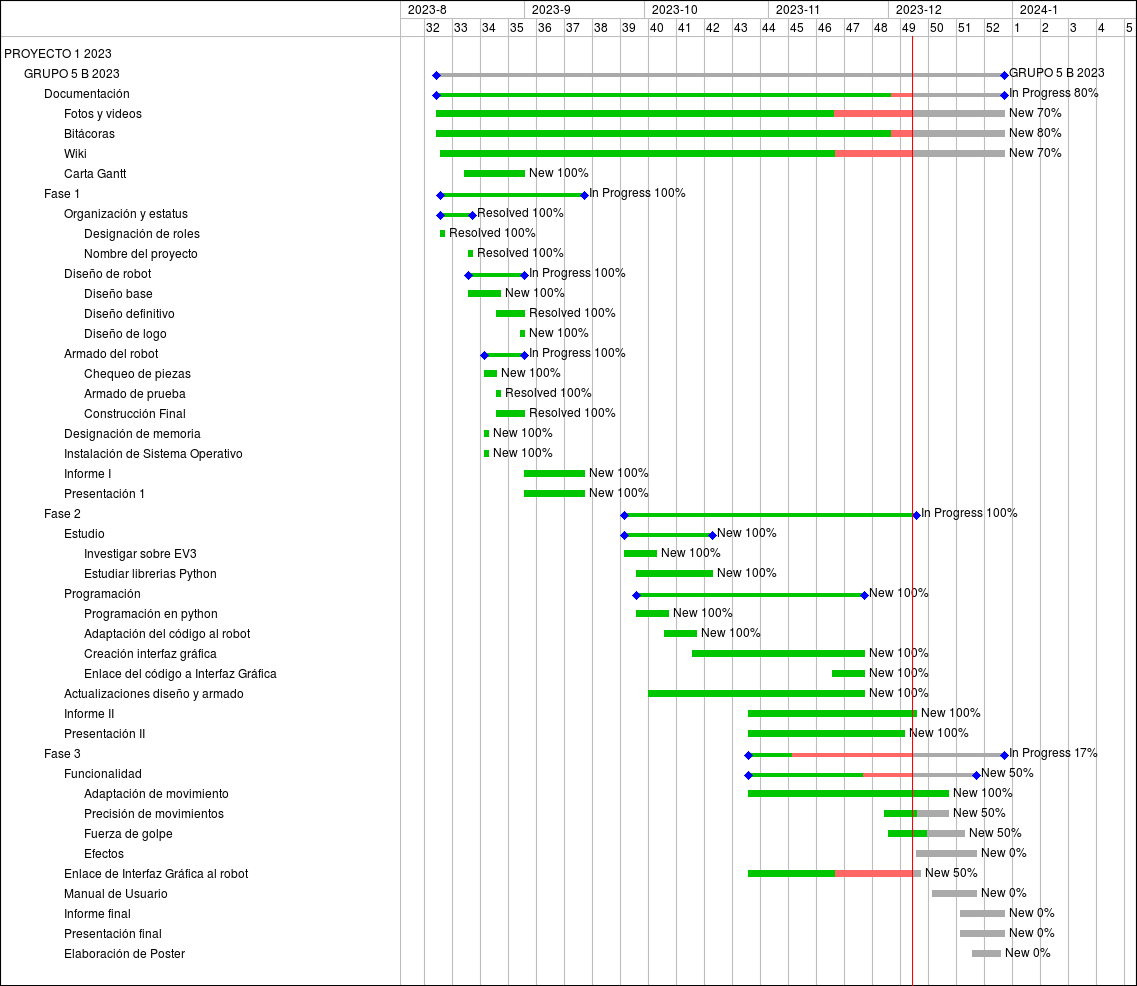 2023-8 2023-9 2023-10 2023-11 2023-12 2024-1
32 33 34 35 36 37 38 39 40 41 42 43 44 45 46 47 48 49 50 51 52 1 2 3 4 5
PROYECTO 1 2023
GRUPO 5 B 2023 GRUPO 5 B 2023
Documentación In Progress 80%
Fotos y videos New 70%
Bitácoras New 80%
Wiki New 70%
Carta Gantt New 100%
Fase 1 In Progress 100%
Organización y estatus Resolved 100%
Designación de roles Resolved 100%
Nombre del proyecto Resolved 100%
Diseño de robot In Progress 100%
Diseño base New 100%
Diseño definitivo Resolved 100%
Diseño de logo New 100%
Armado del robot In Progress 100%
Chequeo de piezas New 100%
Armado de prueba Resolved 100%
Construcción Final Resolved 100%
Designación de memoria New 100%
Instalación de Sistema Operativo New 100%
Informe I New 100%
Presentación 1 New 100%
Fase 2 In Progress 100%
Estudio New 100%
Investigar sobre EV3 New 100%
Estudiar librerias Python New 100%
Programación New 100%
Programación en python New 100%
Adaptación del código al robot New 100%
Creación interfaz gráfica New 100%
Enlace del código a Interfaz Gráfica New 100%
Actualizaciones diseño y armado New 100%
Informe II New 100%
Presentación II New 100%
Fase 3 In Progress 17%
Funcionalidad New 50%
Adaptación de movimiento New 100%
Precisión de movimientos New 50%
Fuerza de golpe New 50%
Efectos New 0%
Enlace de Interfaz Gráfica al robot New 50%
Manual de Usuario New 0%
Informe final New 0%
Presentación final New 0%
Elaboración de Poster New 0%